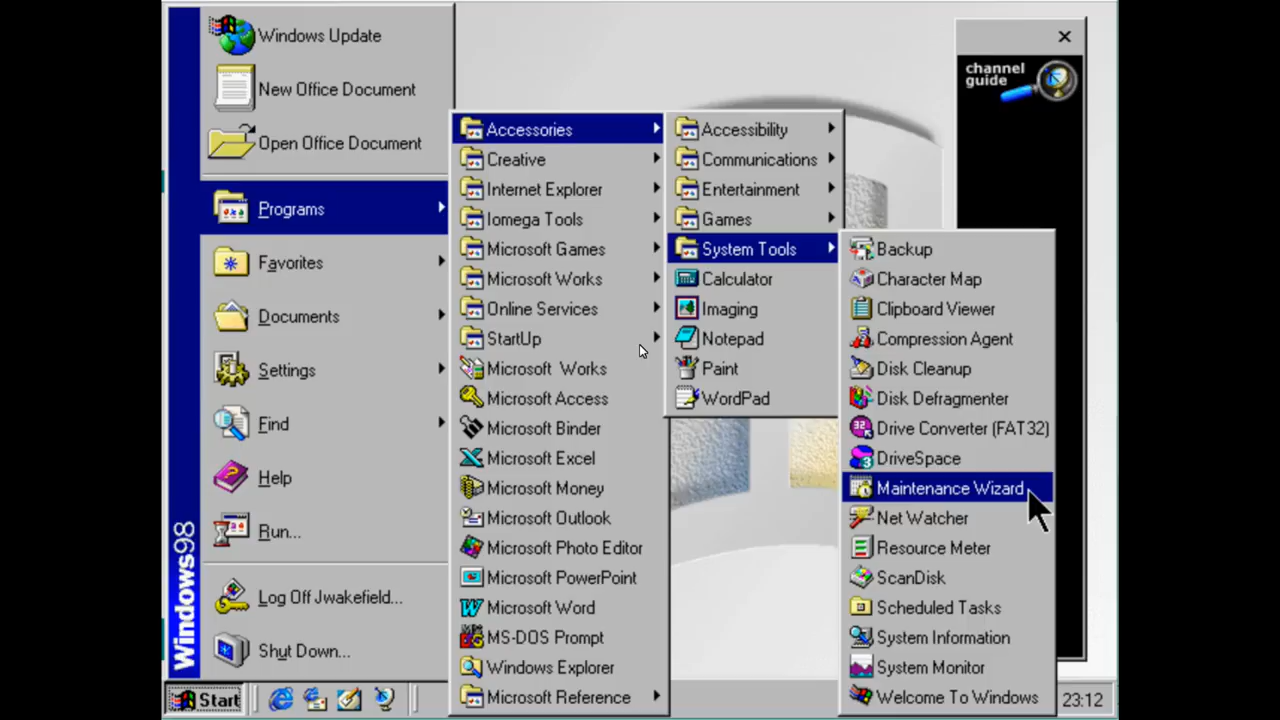 Windows Update
New Office Document
Open Office Document
Programs
Favorites
Documents
Settings
Find
Help
Run...
Log Off Jwakefield...
Shut Down...
Windows98
Accessories
Creative
Internet Explorer
Iomega Tools
Microsoft Games
Microsoft Works
Online Services
StartUp
Microsoft Works
Microsoft Access
Microsoft Binder
Microsoft Excel
Microsoft Money
Microsoft Outlook
Microsoft Photo Editor
Microsoft PowerPoint
Microsoft Word
MS-DOS Prompt
Windows Explorer
Microsoft Reference
Accessibility
Communications
Entertainment
Games
System Tools
Calculator
Imaging
Notepad
Paint
WordPad
Backup
Character Map
Clipboard Viewer
Compression Agent
Disk Cleanup
Disk Defragmenter
Drive Converter (FAT32)
DriveSpace
Maintenance Wizard
Net Watcher
Resource Meter
ScanDisk
Scheduled Tasks
System Information
System Monitor
Welcome To Windows
channel
guide
Start
23:12